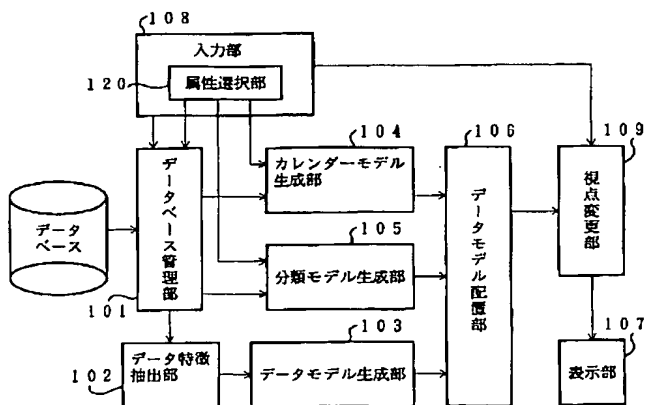 108
入力部
120
属性選択部
104
106
109
カレンダーモデル
生成部
データ
ベース
データベース管理部
データモデル配置部
視点変更部
105
分類モデル生成部
101
103
107
102
データ特徴
抽出部
データモデル生成部
表示部